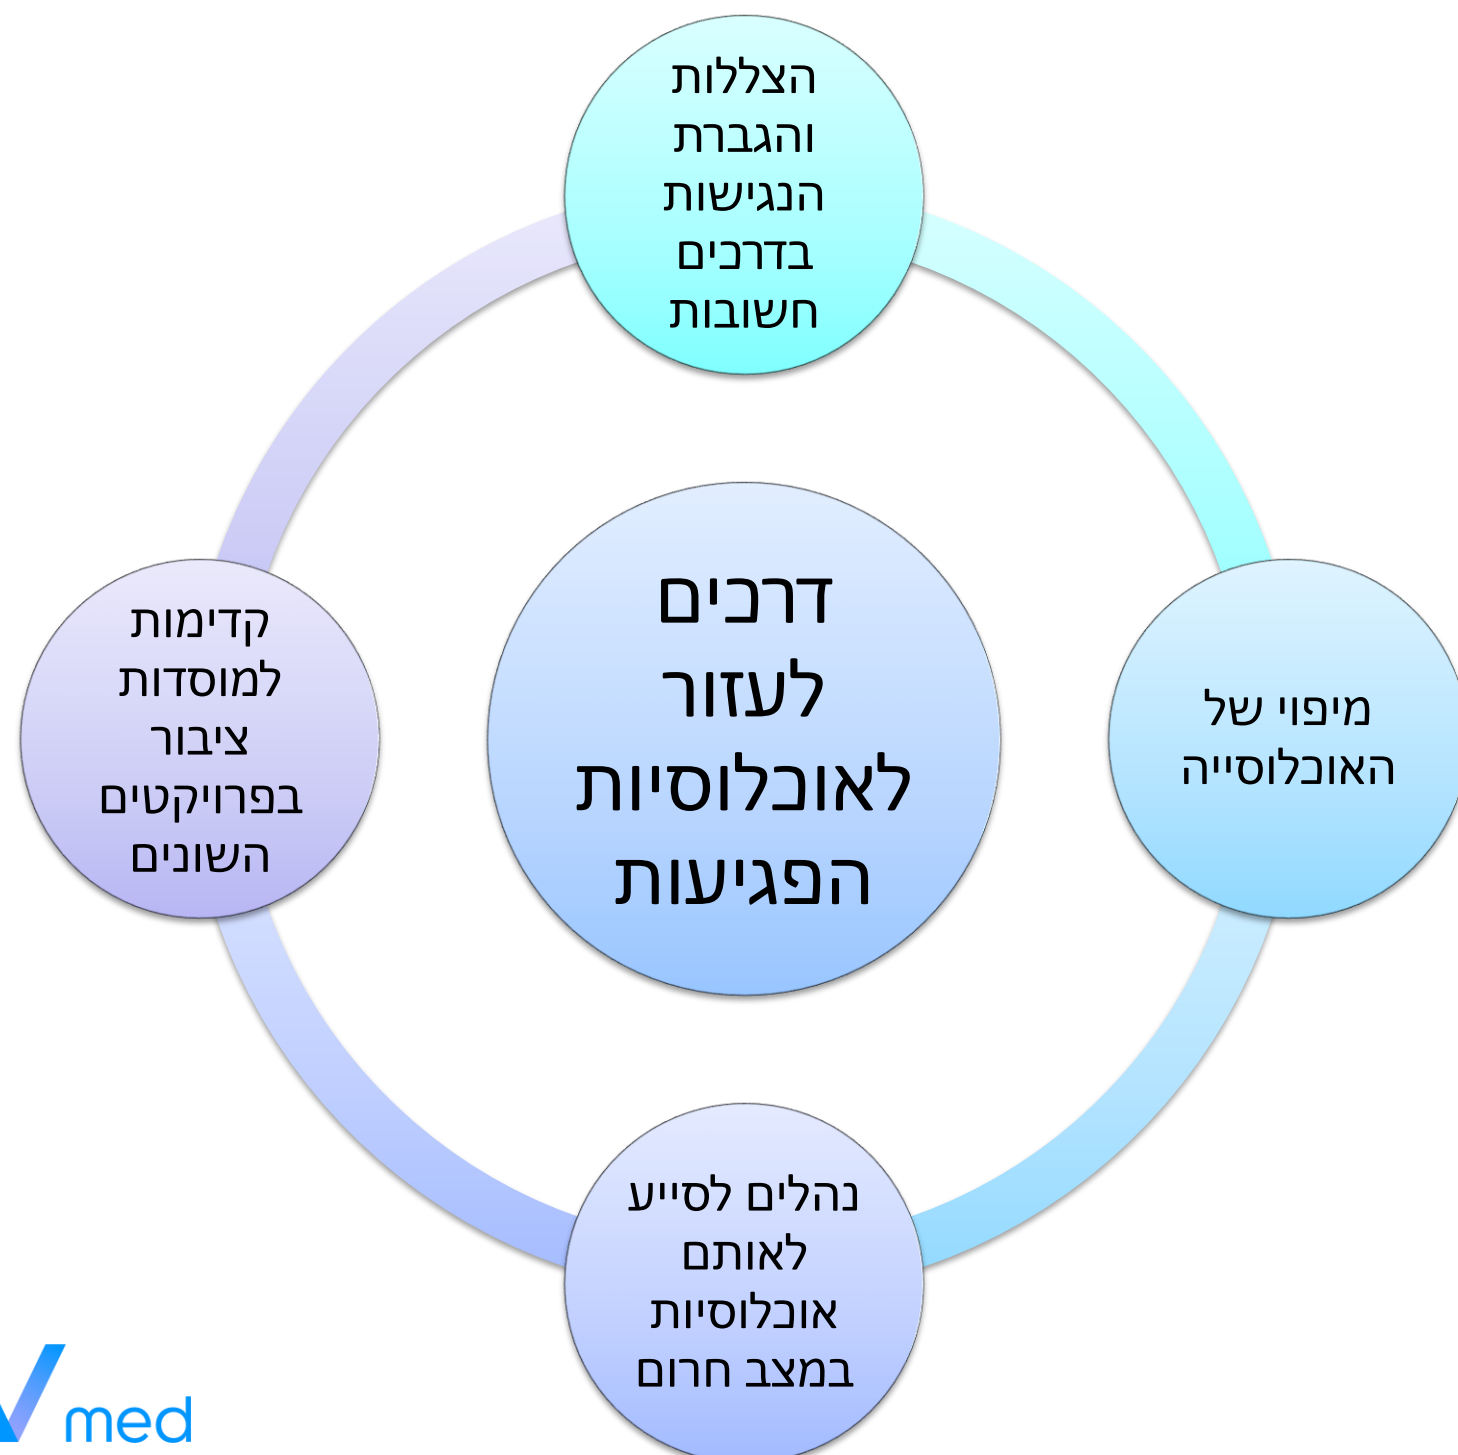 הצללות
והגברת
הנגישות
בדרכים
חשובות
מיפוי של
האוכלוסייה
דרכים
לעזור
לאוכלוסיות
הפגיעות
קדימות
למוסדות
ציבור
בפרויקטים
השונים
נהלים לסייע
לאותם
אוכלוסיות
במצב חרום
med